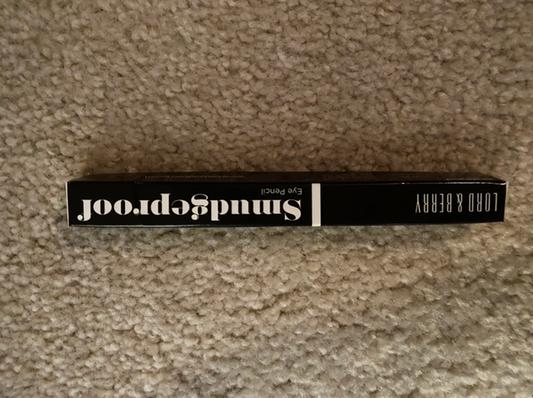 LORD & BERRY
Smudgeproof
Eye Pencil